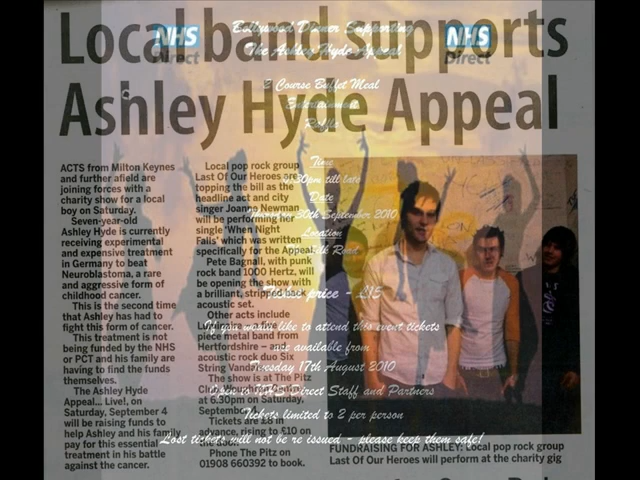 Local band supports
Ashley Hyde Appeal
NHS
Direct
NHS
Direct
Bollywood Dinner Supporting
The Ashley Hyde Appeal
2 Course Buffet Meal
Entertainment
Raffle
Time
till late
Date
30th September 2010
Location
Road
price - £15
If you would like to attend this event tickets
are available from
Tuesday 17th August 2010
Direct Staff and Partners
Tickets limited to 2 per person
Lost tickets will not be re issued - please keep them safe!
ACTS from Milton Keynes
and further afield are
joining forces with a
charity show for a local
boy on Saturday.
Seven-year-old
Ashley Hyde is currently
receiving experimental
and expensive treatment
in Germany to beat
Neuroblastoma, a rare
and aggressive form of
childhood cancer.
This is the second time
that Ashley has had to
fight this form of cancer.
This treatment is not
being funded by the NHS
or PCT and his family are
having to find the funds
themselves.
The Ashley Hyde
Appeal... Live!, on
Saturday, September 4
will be raising funds to
help Ashley and his family
pay for this essential
treatment in his battle
against the cancer.
Local pop rock group
Last Of Our Heroes are
topping the bill as the
headline act and city
singer Joanne Newman
will be performing her
single 'When Night
Falls' which was written
specifically for the Appeal.
Pete Bagnall, with punk
rock band 1000 Hertz, will
be opening the show with
a brilliant, stripped back
acoustic set.
Other acts include
piece metal band from
Hertfordshire – and
acoustic rock duo Six
String Vandals.
The show is at The Pitz
Club
at 6.30pm on Saturday,
September
Tickets are £8 in
advance, rising to £10 on
the door.
Phone The Pitz on
01908 660392 to book.
FUNDRAISING FOR ASHLEY: Local pop rock group
Last Of Our Heroes will perform at the charity gig